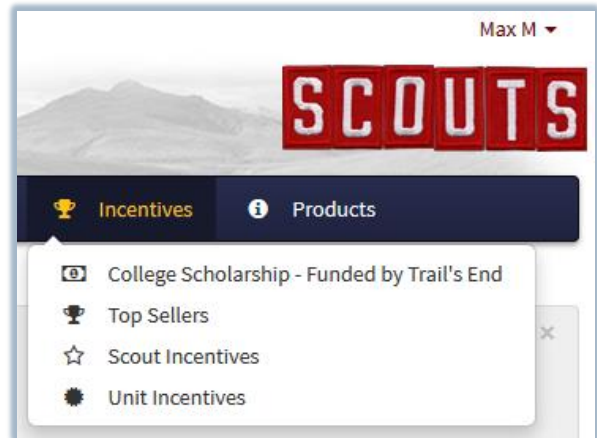 Max M
SCOUTS
Incentives Products
College Scholarship - Funded by Trail's End
Top Sellers
Scout Incentives
Unit Incentives